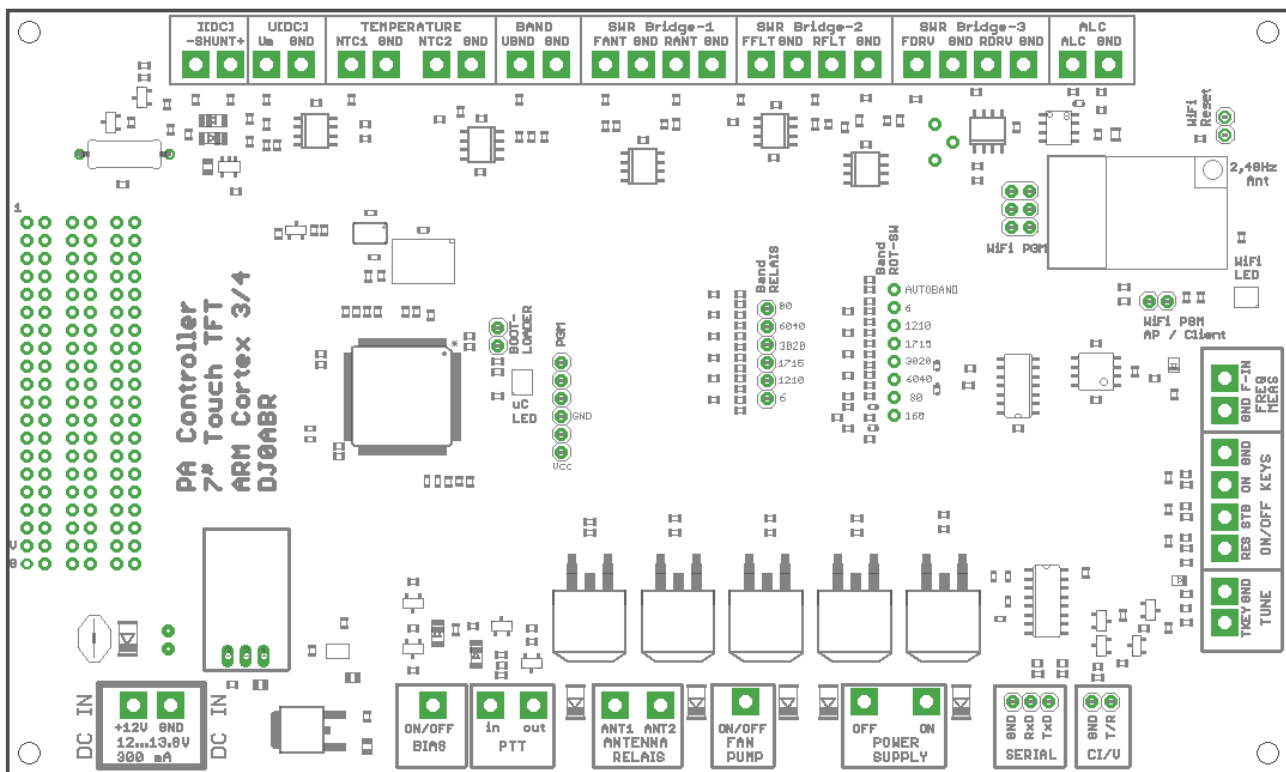 I[DC] U[DC] TEMPERATURE BAND SWR Bridge-1 SWR Bridge-2 SWR Bridge-3 ALC
-SHUNT+ Um GND NTC1 GND NTC2 GND UBND GND FANT GND RANT GND FFLT GND RFLT GND FDRV GND RDRV GND ALC GND
WiFi
Reset
2,4GHz
Ant
WiFi PGM
WiFi
LED
WiFi PGM
AP / Client
1
V
8
PA Controller
7" Touch TFT
ARM Cortex 3/4
DJ0ABR
BOOT-
LOADER
*
uC
LED
PGM
GND
Vcc
Band
RELAIS
80
6040
3020
1715
1210
6
Band
ROT-SW
AUTOBAND
6
1210
1715
3020
6040
80
160
GND F-IN
FREQ
MEAS
RES STB ON GND
ON/OFF KEYS
TKEY GND
TUNE
DC IN
+12V GND
12...13.8V
300 mA
DC IN
ON/OFF
BIAS
in out
PTT
ANT1 ANT2
ANTENNA
RELAIS
ON/OFF
FAN
PUMP
OFF ON
POWER
SUPPLY
GND
RxD
TxD
SERIAL
GND
T/R
CI/V